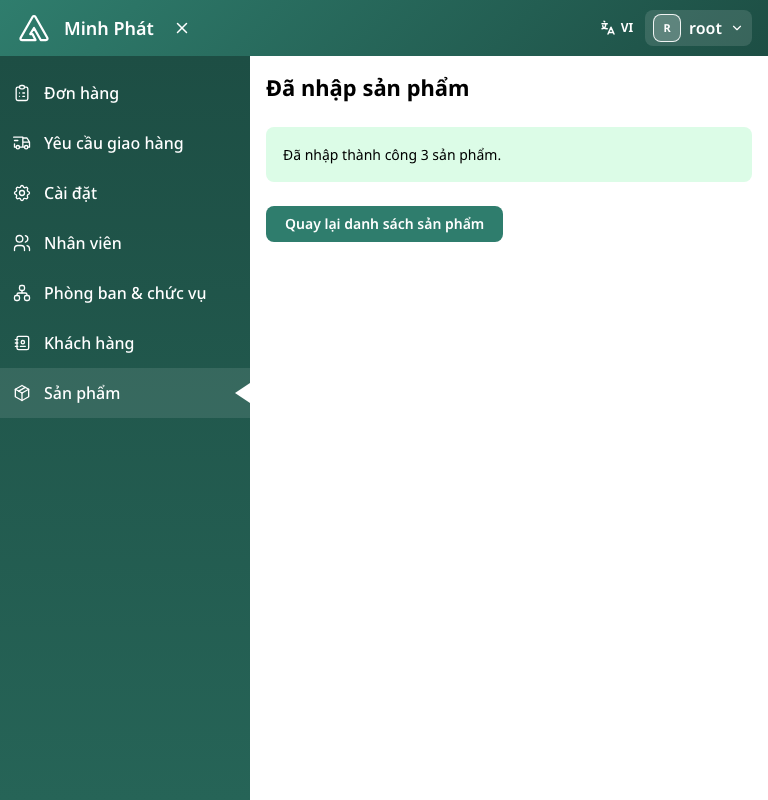 Minh Phát
VI
R
root
Đơn hàng
Yêu cầu giao hàng
Cài đặt
Nhân viên
Phòng ban & chức vụ
Khách hàng
Sản phẩm
Đã nhập sản phẩm
Đã nhập thành công 3 sản phẩm.
Quay lại danh sách sản phẩm